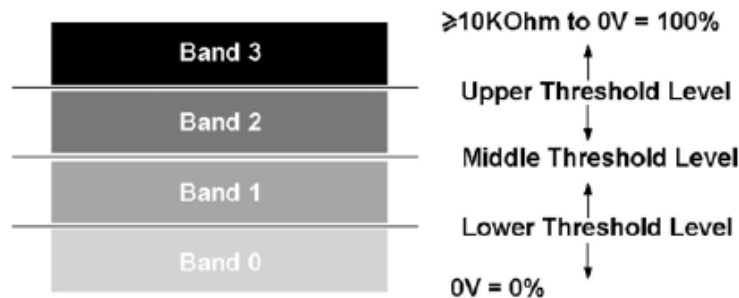 ≥10KOhm to 0V = 100%
Band 3
Upper Threshold Level
Band 2
Middle Threshold Level
Band 1
Lower Threshold Level
Band 0
0V = 0%